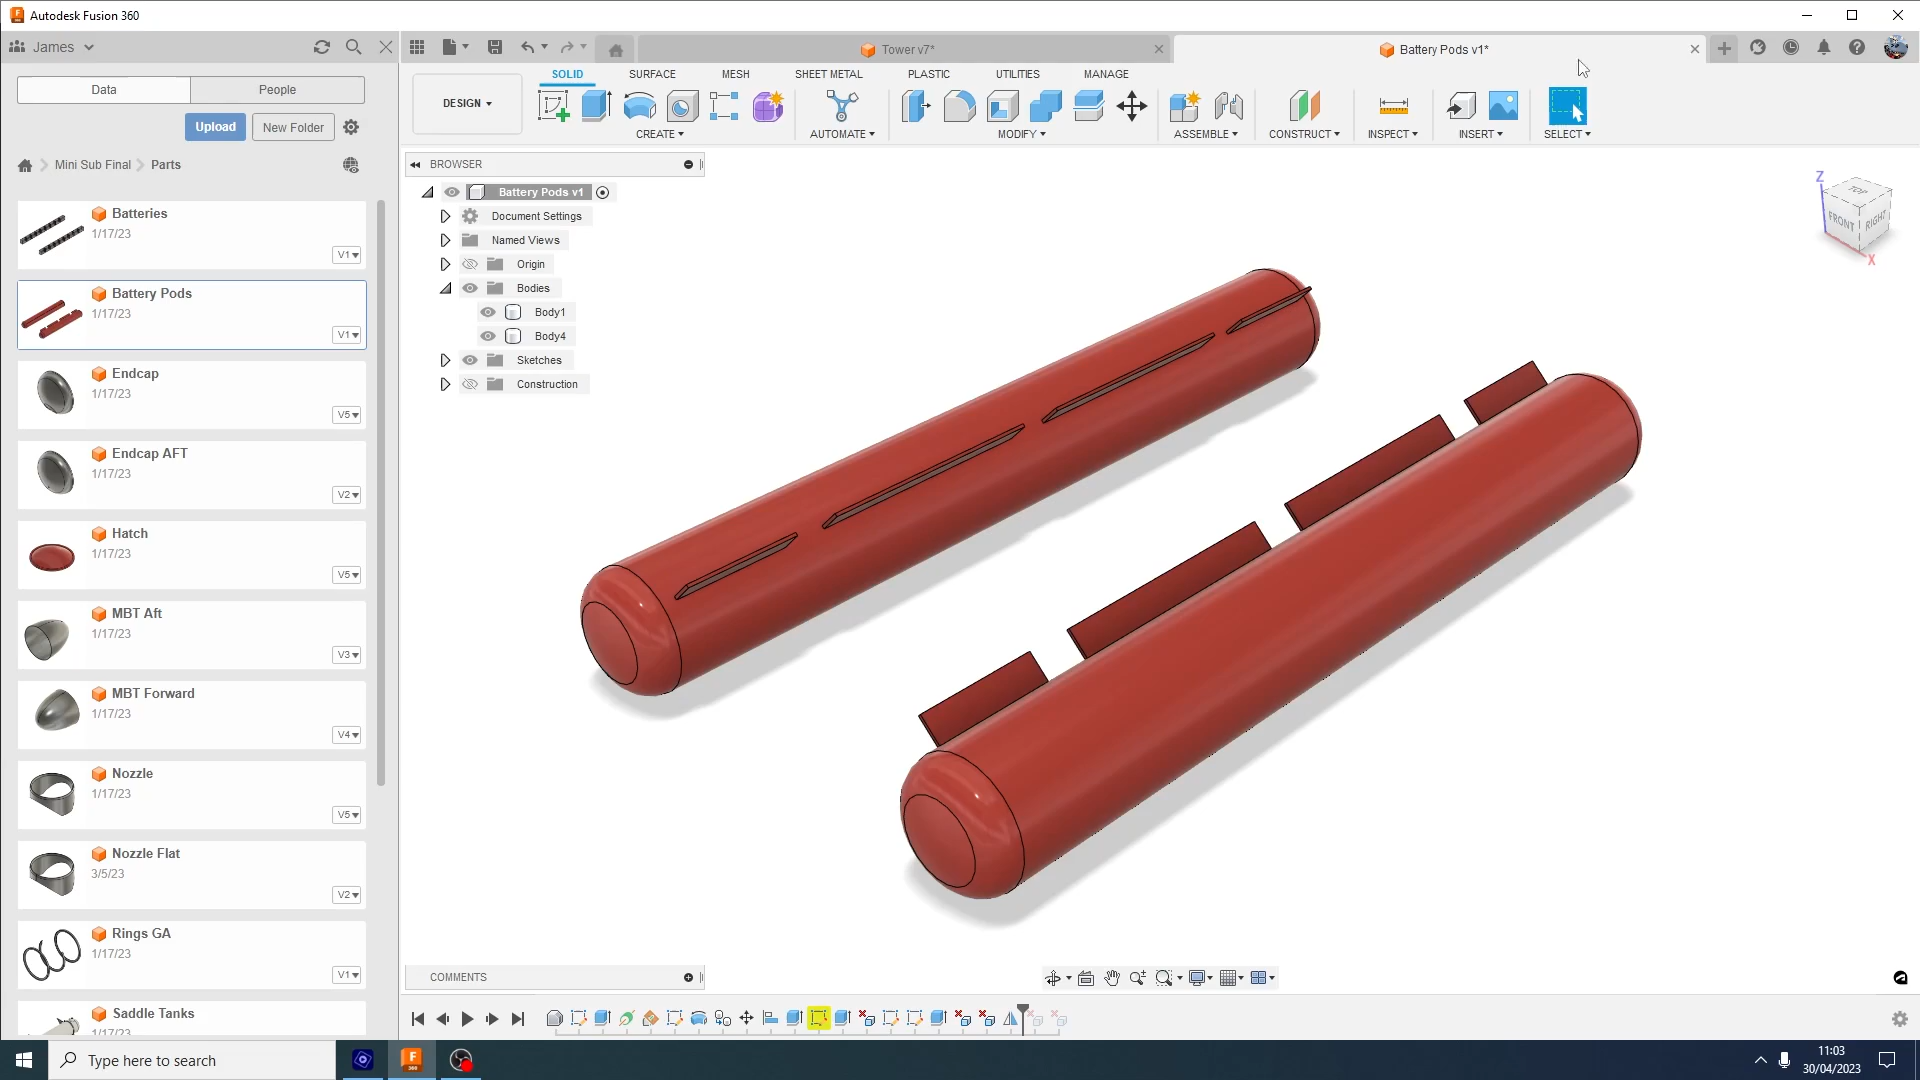 Autodesk Fusion 360
James
Tower v7*
Battery Pods v1*
Data
People
Upload
New Folder
Mini Sub Final
Parts
DESIGN
SOLID
SURFACE
MESH
SHEET METAL
PLASTIC
UTILITIES
MANAGE
CREATE
AUTOMATE
MODIFY
ASSEMBLE
CONSTRUCT
INSPECT
INSERT
SELECT
BROWSER
Battery Pods v1
Document Settings
Named Views
Origin
Bodies
Body1
Body4
Sketches
Construction
Z
TOP
FRONT
RIGHT
X
Batteries
1/17/23
V1
Battery Pods
1/17/23
V1
Endcap
1/17/23
V5
Endcap AFT
1/17/23
V2
Hatch
1/17/23
V5
MBT Aft
1/17/23
V3
MBT Forward
1/17/23
V4
Nozzle
1/17/23
V5
Nozzle Flat
3/5/23
V2
Rings GA
1/17/23
V1
Saddle Tanks
1/17/23
COMMENTS
Type here to search
F
360
11:03
30/04/2023